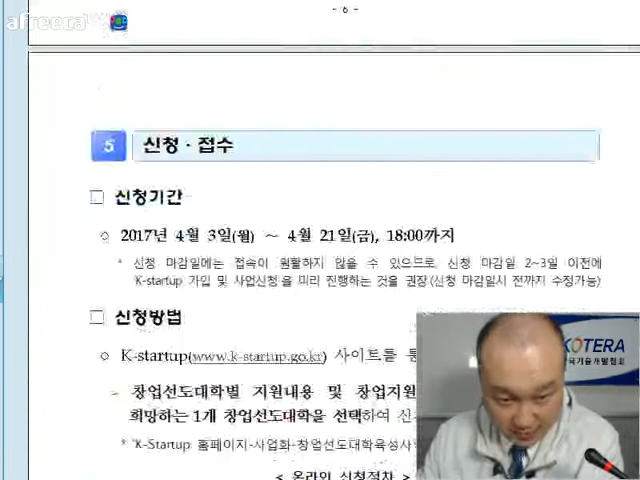 afreeca
- 6 -
5 신청 · 접수
□ 신청기간
○ 2017년 4월 3일(월) ~ 4월 21일(금), 18:00까지
* 신청 마감일에는 접속이 원활하지 않을 수 있으므로, 신청 마감일 2~3일 이전에
'K-startup 가입 및 사업신청'을 미리 진행하는 것을 권장(신청 마감일시 전까지 수정가능)
□ 신청방법
○ K-startup(www.k-startup.go.kr) 사이트를
- 창업선도대학별 지원내용 및 창업지원
희망하는 1개 창업선도대학을 선택하여
* 'K-Startup 홈페이지-사업화-창업선도대학육성사
< 온라인 신청절차 >
KOTERA
국기술개발협회